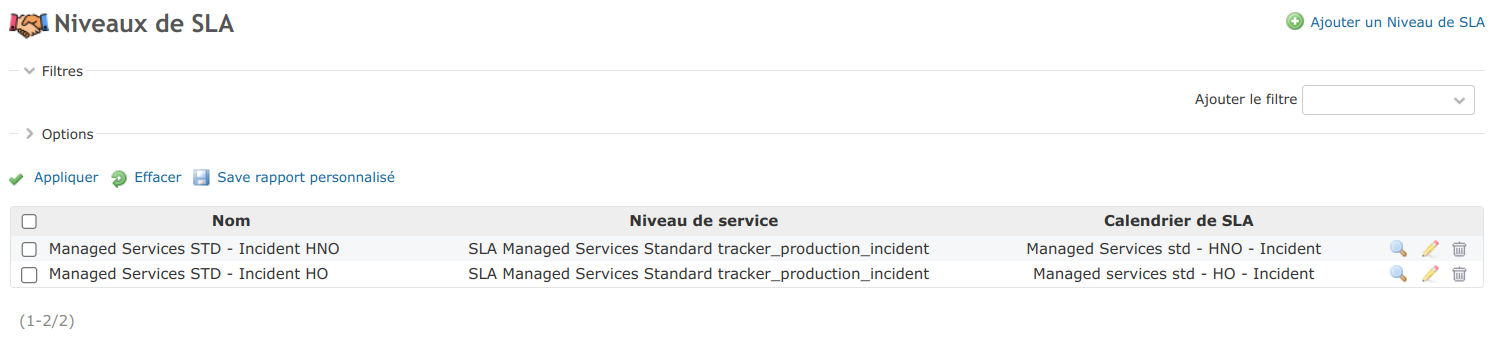 Niveaux de SLA
Ajouter un Niveau de SLA
Filtres
Ajouter le filtre
Options
Appliquer Effacer Save rapport personnalisé
Nom Niveau de service Calendrier de SLA
Managed Services STD - Incident HNO SLA Managed Services Standard tracker_production_incident Managed Services std - HNO - Incident
Managed Services STD - Incident HO SLA Managed Services Standard tracker_production_incident Managed services std - HO - Incident
(1-2/2)